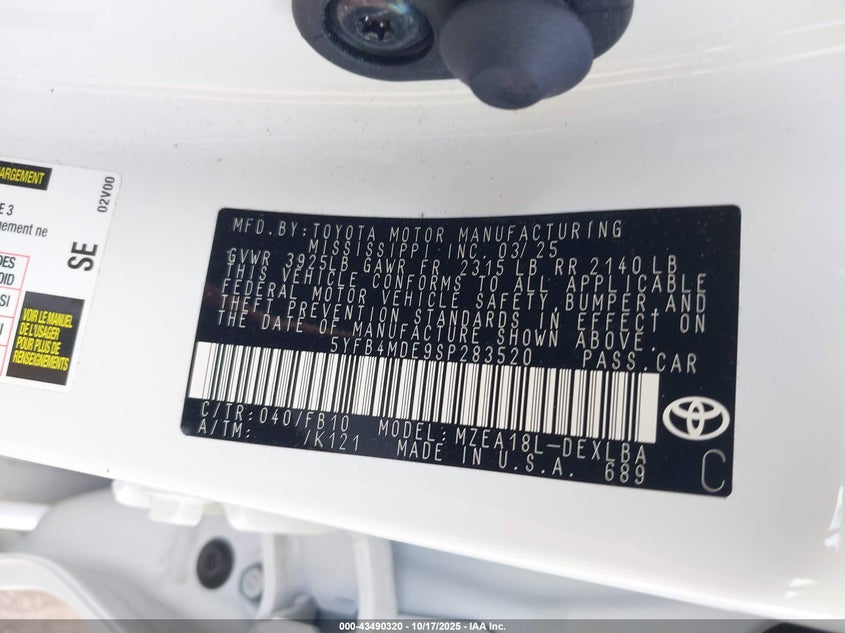 ARGEMENT
E 3
gement ne
02V00
SE
DES
OID
SI
I
VOIR LE MANUEL
DE L'USAGER
POUR PLUS DE
RENSEIGNEMENTS
MFD. BY: TOYOTA MOTOR MANUFACTURING
MISSISSIPPI, INC. 03/25
GVWR 3925LB GAWR FR 2315 LB RR 2140 LB
THIS VEHICLE CONFORMS TO ALL APPLICABLE
FEDERAL MOTOR VEHICLE SAFETY, BUMPER, AND
THEFT PREVENTION STANDARDS IN EFFECT ON
THE DATE OF MANUFACTURE SHOWN ABOVE.
5YFB4MDE9SP283520 PASS. CAR
C/TR: 040/FB10 MODEL: MZEA18L-DEXLBA
A/TM: /K121 MADE IN U.S.A. 689
C
000-43490320 | 10/17/2025 - IAA Inc.